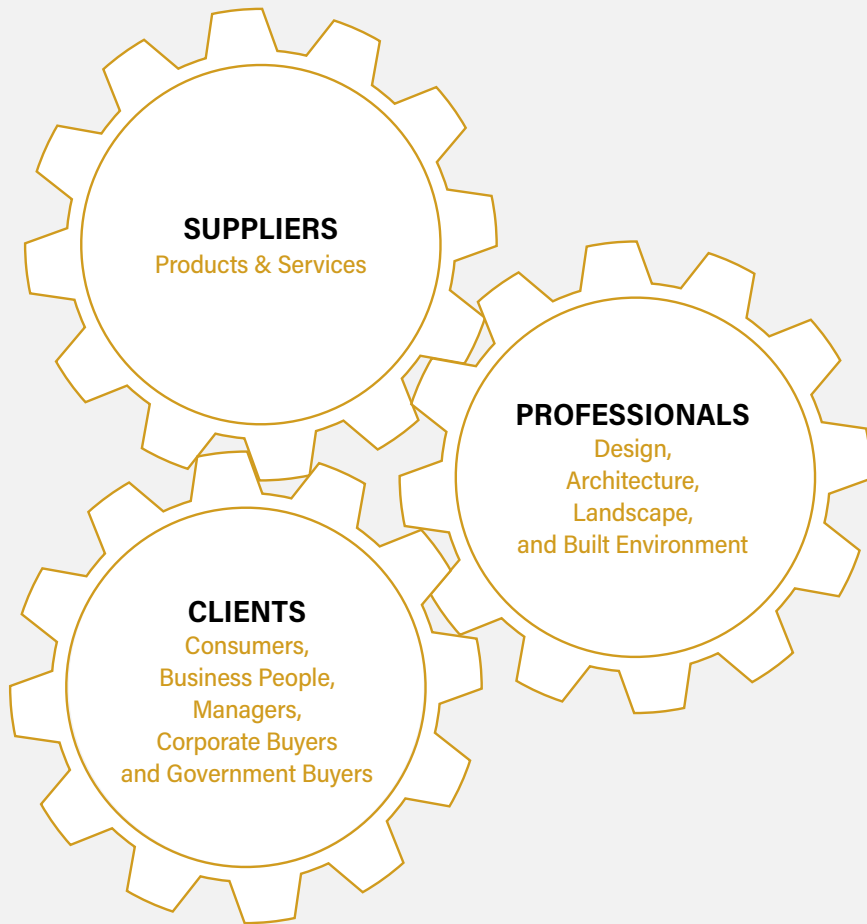 SUPPLIERS
Products & Services
PROFESSIONALS
Design,
Architecture,
Landscape,
and Built Environment
CLIENTS
Consumers,
Business People,
Managers,
Corporate Buyers
and Government Buyers